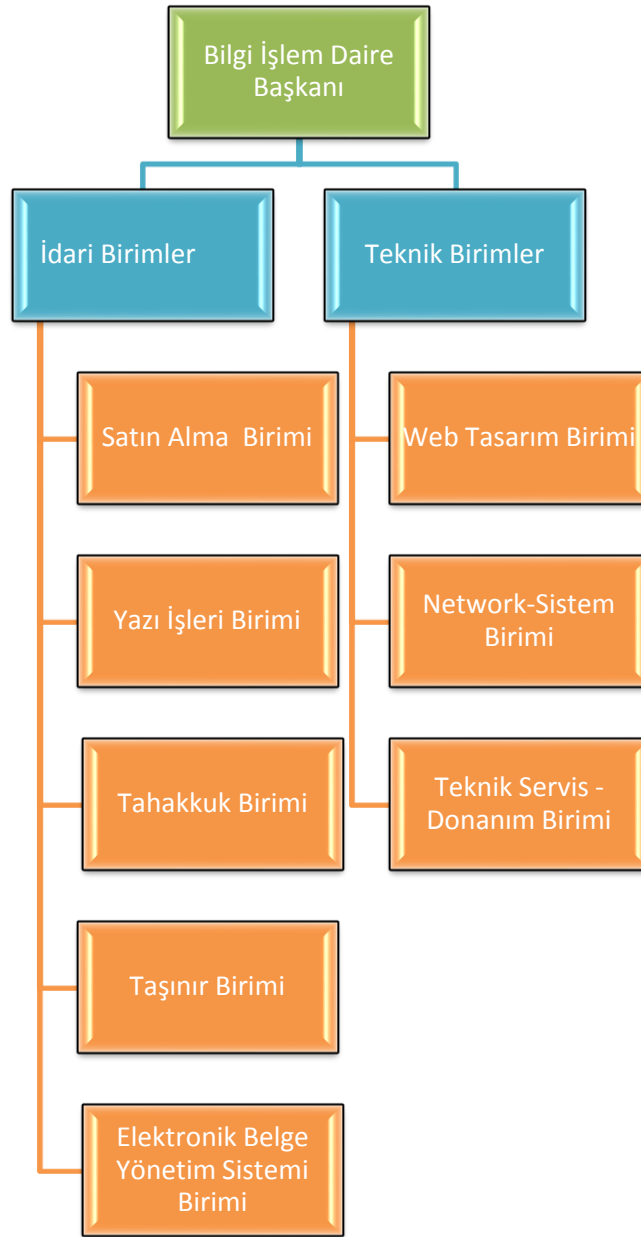 Bilgi İşlem Daire
Başkanı
İdari Birimler
Teknik Birimler
Satın Alma Birimi
Web Tasarım Birimi
Yazı İşleri Birimi
Network-Sistem
Birimi
Tahakkuk Birimi
Teknik Servis -
Donanım Birimi
Taşınır Birimi
Elektronik Belge
Yönetim Sistemi
Birimi